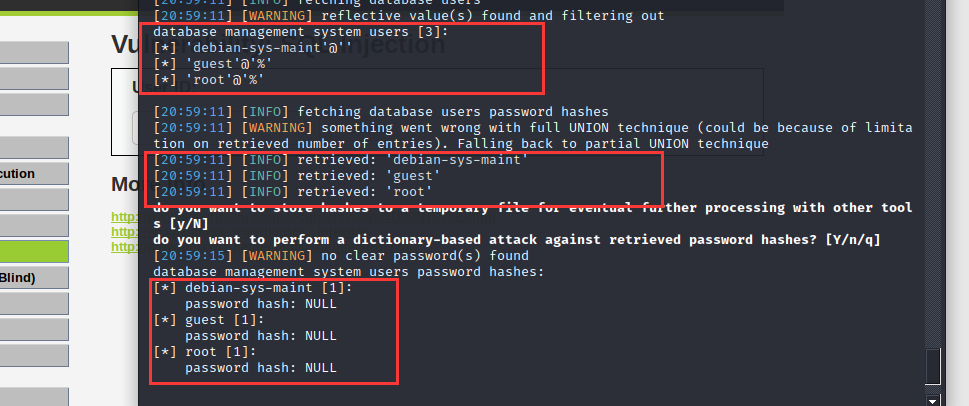 [20:59:11] [INFO] fetching database users
[20:59:11] [WARNING] reflective value(s) found and filtering out
database management system users [3]:
[*] 'debian-sys-maint'@''
[*] 'guest'@'%'
[*] 'root'@'%'
[20:59:11] [INFO] fetching database users password hashes
[20:59:11] [WARNING] something went wrong with full UNION technique (could be because of limita
tion on retrieved number of entries). Falling back to partial UNION technique
[20:59:11] [INFO] retrieved: 'debian-sys-maint'
[20:59:11] [INFO] retrieved: 'guest'
[20:59:11] [INFO] retrieved: 'root'
do you want to store hashes to a temporary file for eventual further processing with other tool
s [y/N]
do you want to perform a dictionary-based attack against retrieved password hashes? [Y/n/q]
[20:59:15] [WARNING] no clear password(s) found
database management system users password hashes:
[*] debian-sys-maint [1]:
password hash: NULL
[*] guest [1]:
password hash: NULL
[*] root [1]:
password hash: NULL
cution
Blind)
Mo
http:
http:
http: